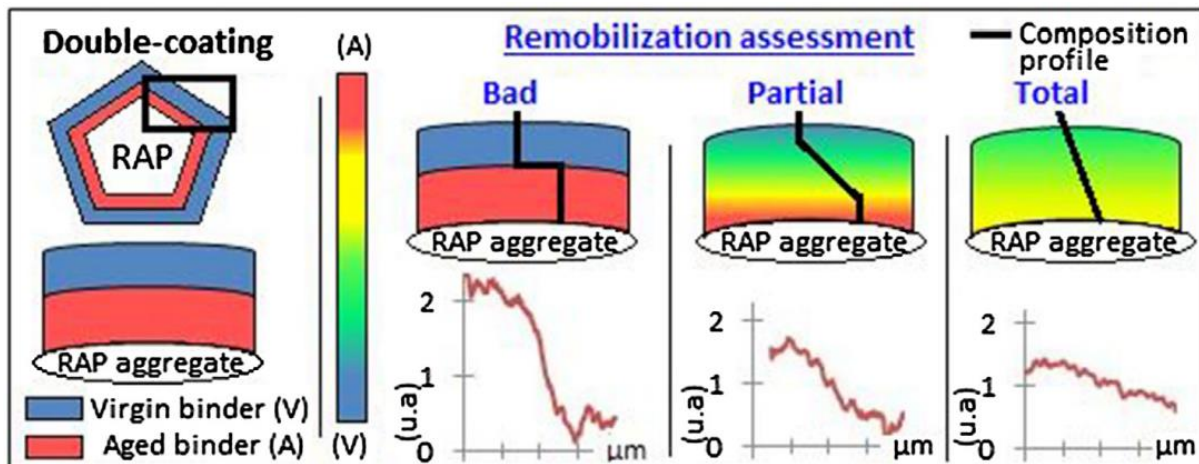 Double-coating
RAP
RAP aggregate
Virgin binder (V)
Aged binder (A)
(A)
(V)
Remobilization assessment
Composition
profile
Bad
Partial
Total
RAP aggregate
RAP aggregate
RAP aggregate
2
1
0
(u.a)
µm
2
1
0
(u.a)
µm
2
1
0
(u.a)
µm